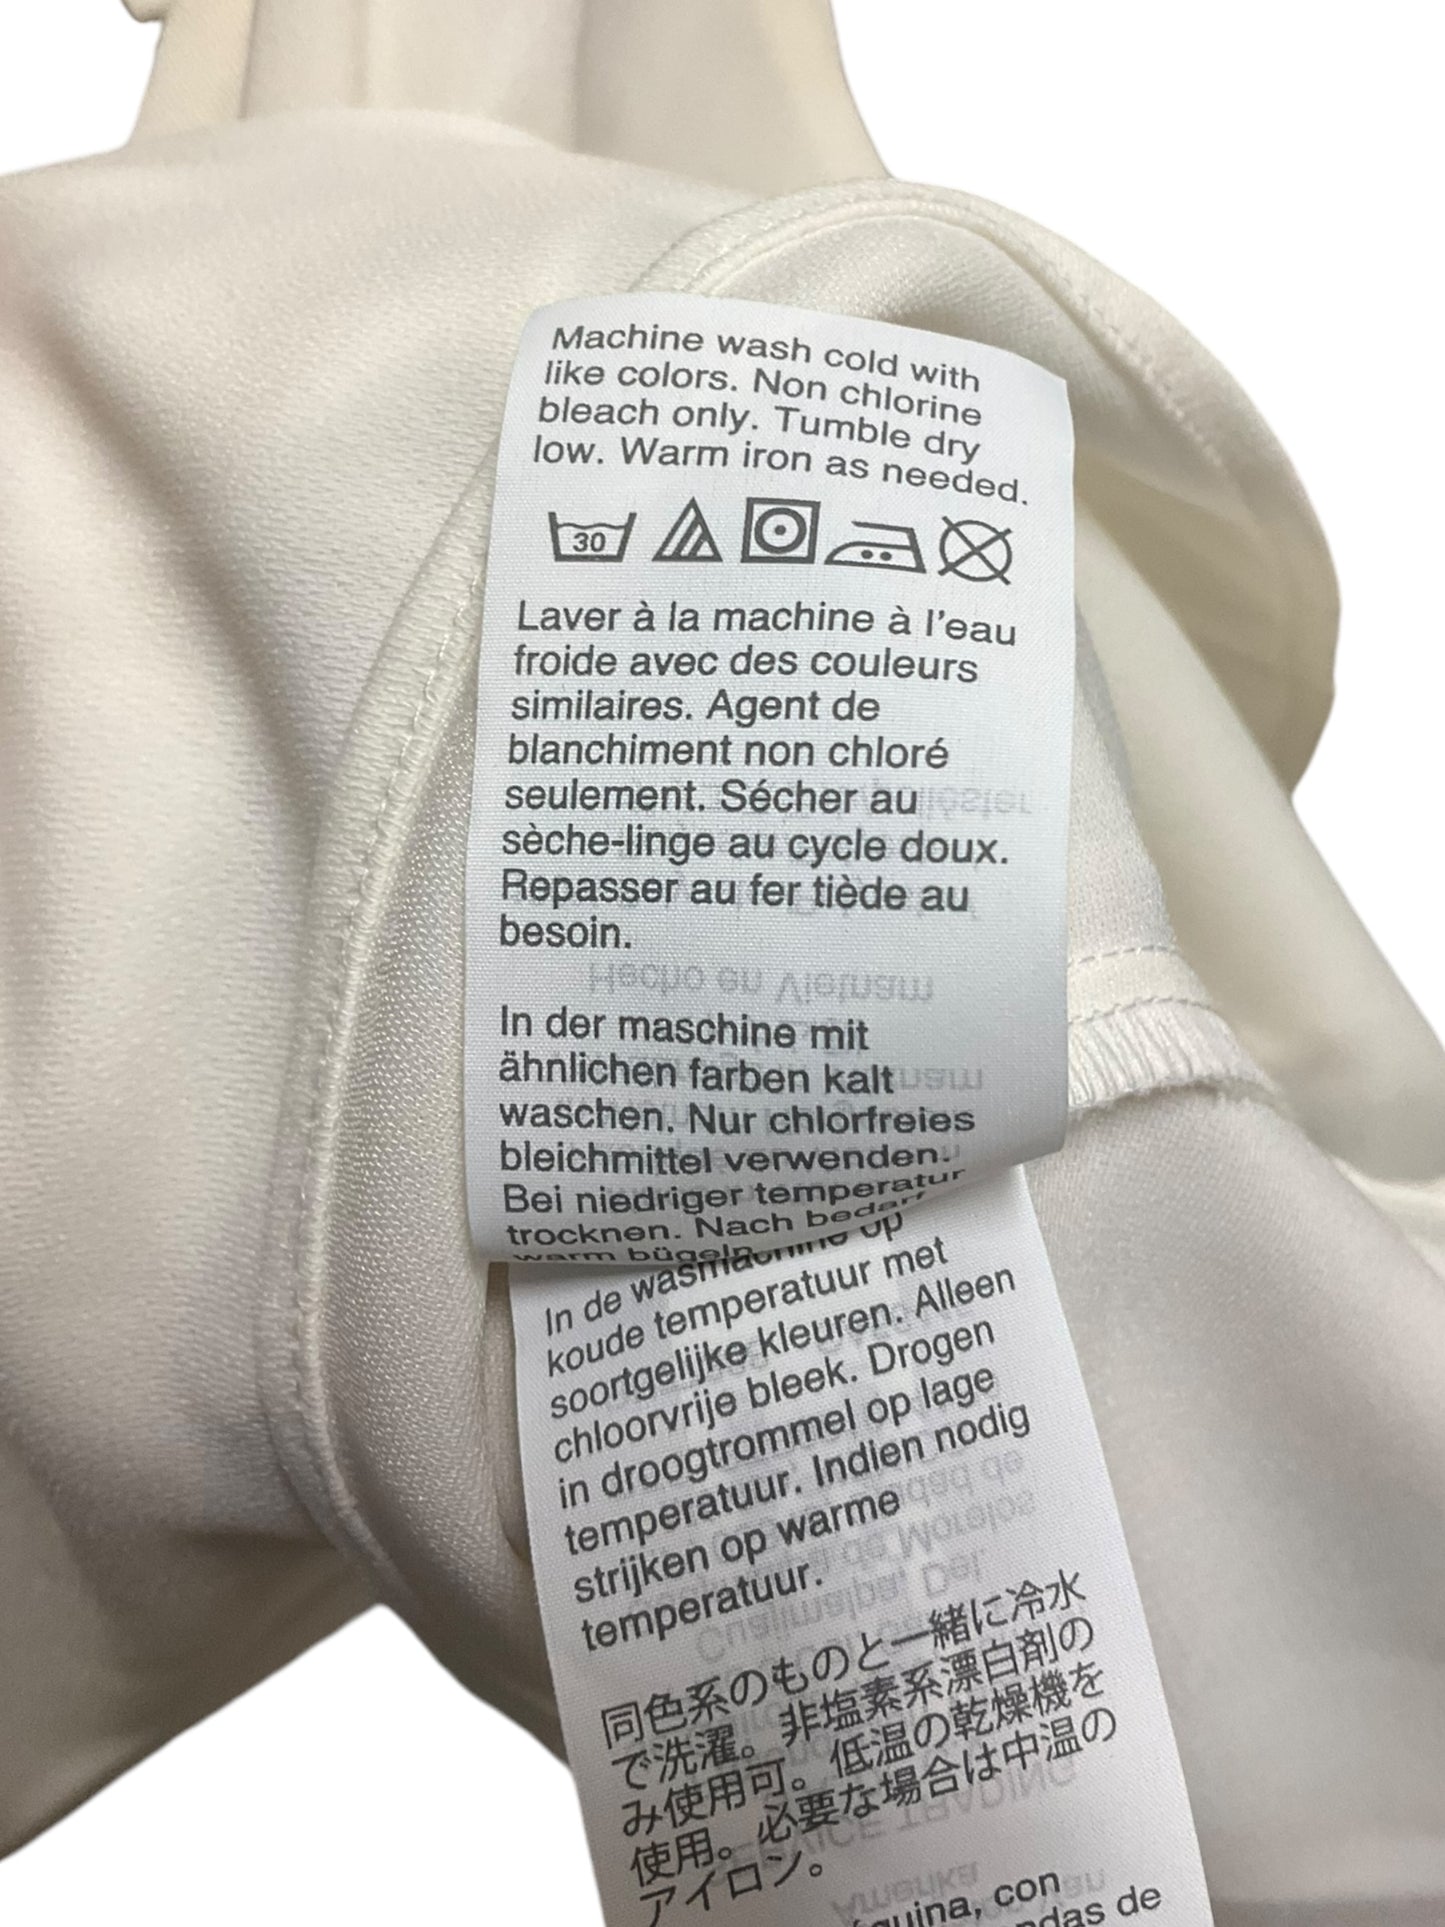 Machine wash cold with
like colors. Non chlorine
bleach only. Tumble dry
low. Warm iron as needed.
30
Laver à la machine à l'eau
froide avec des couleurs
similaires. Agent de
blanchiment non chloré
seulement. Sécher au
sèche-linge au cycle doux.
Repasser au fer tiède au
besoin.
Hecho en Vietnam
In der maschine mit
ähnlichen farben kalt
waschen. Nur chlorfreies
bleichmittel verwenden.
Bei niedriger temperatur
trocknen. Nach bedarf
warm bügeln
In de wasmachine op
koude temperatuur met
soortgelijke kleuren. Alleen
chloorvrije bleek. Drogen
in droogtrommel op lage
temperatuur. Indien nodig
strijken op warme
temperatuur.
同色系のものと一緒に冷水
で洗濯。非塩素系漂白剤の
み使用可。低温の乾燥機を
使用。必要な場合は中温の
アイロン。
con
de